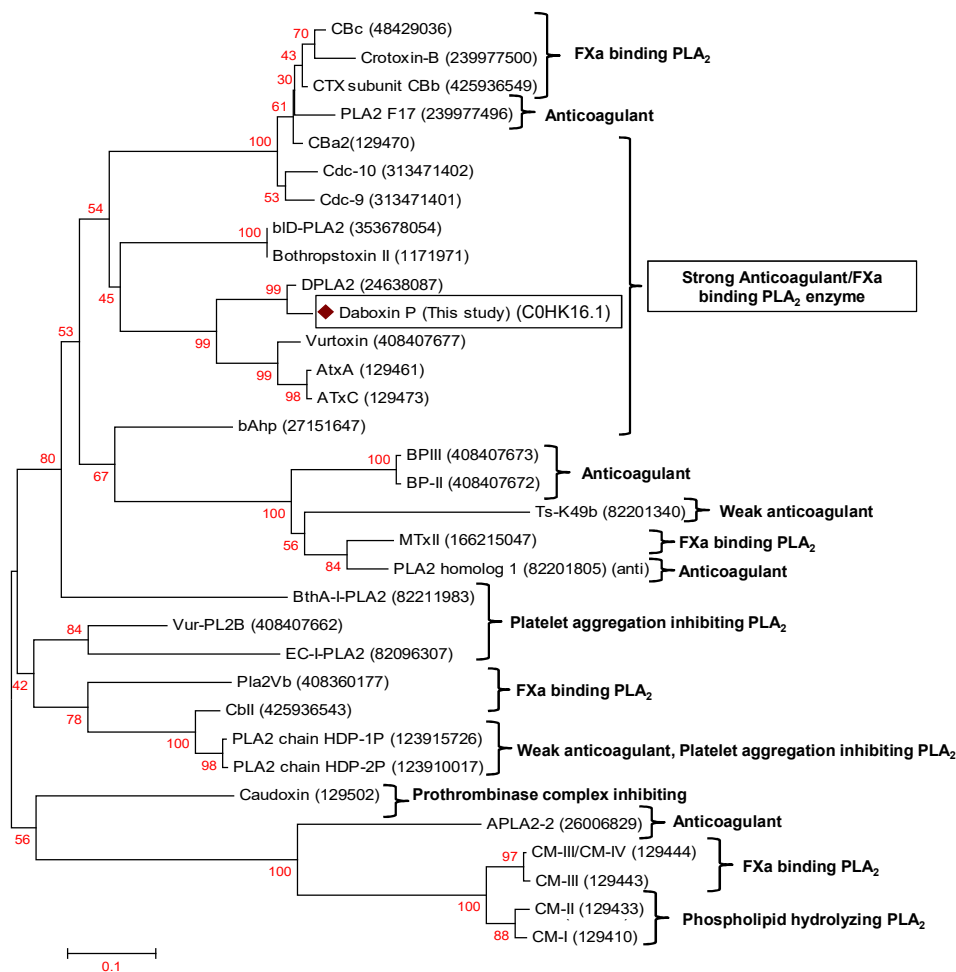 70
CBc (48429036)
43
Crotoxin-B (239977500)
FXa binding PLA₂
30
CTX subunit CBb (425936549)
61
PLA2 F17 (239977496)
Anticoagulant
100
CBa2(129470)
Cdc-10 (313471402)
53
Cdc-9 (313471401)
54
100
bID-PLA2 (353678054)
Bothropstoxin II (1171971)
45
99
DPLA2 (24638087)
Strong Anticoagulant/FXa
binding PLA₂ enzyme
Daboxin P (This study) (C0HK16.1)
99
Vurtoxin (408407677)
53
99
AtxA (129461)
98
ATxC (129473)
bAhp (27151647)
80
67
100
BPIII (408407673)
BP-II (408407672)
Anticoagulant
100
Ts-K49b (82201340)
Weak anticoagulant
56
MTxII (166215047)
FXa binding PLA₂
84
PLA2 homolog 1 (82201805) (anti)
Anticoagulant
BthA-I-PLA2 (82211983)
84
Vur-PL2B (408407662)
Platelet aggregation inhibiting PLA₂
EC-I-PLA2 (82096307)
42
Pla2Vb (408360177)
FXa binding PLA₂
78
CbII (425936543)
100
PLA2 chain HDP-1P (123915726)
Weak anticoagulant, Platelet aggregation inhibiting PLA₂
98
PLA2 chain HDP-2P (123910017)
Caudoxin (129502)
Prothrombinase complex inhibiting
56
APLA2-2 (26006829)
Anticoagulant
100
97
CM-III/CM-IV (129444)
FXa binding PLA₂
CM-III (129443)
100
CM-II (129433)
Phospholipid hydrolyzing PLA₂
88
CM-I (129410)
0.1